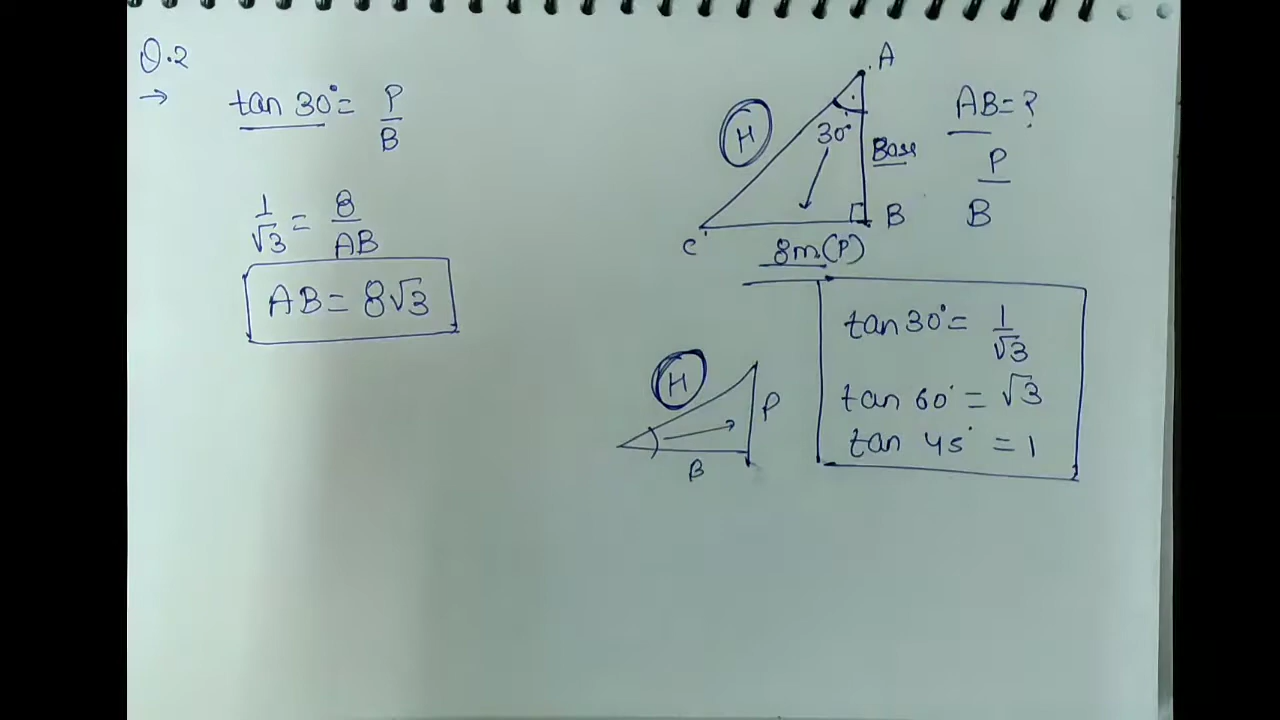 Q.2
→ tan 30° = P/B
1/√3 = 8/AB
AB = 8√3
A
H
30°
Base
C
B
8m(P)
AB = ?
P/B
H
P
B
tan 30° = 1/√3
tan 60° = √3
tan 45° = 1